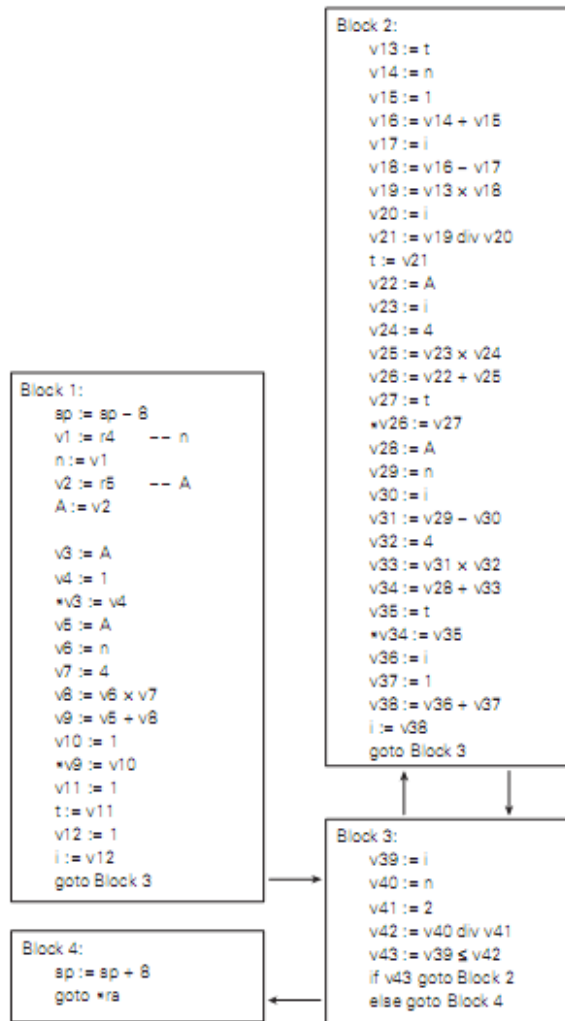 Block 1:
sp := sp – 8
v1 := r4 –– n
n := v1
v2 := r5 –– A
A := v2
v3 := A
v4 := 1
*v3 := v4
v5 := A
v6 := n
v7 := 4
v8 := v6 × v7
v9 := v5 + v8
v10 := 1
*v9 := v10
v11 := 1
t := v11
v12 := 1
i := v12
goto Block 3
Block 2:
v13 := t
v14 := n
v15 := 1
v16 := v14 + v15
v17 := i
v18 := v16 – v17
v19 := v13 × v18
v20 := i
v21 := v19 div v20
t := v21
v22 := A
v23 := i
v24 := 4
v25 := v23 × v24
v26 := v22 + v25
v27 := t
*v26 := v27
v28 := A
v29 := n
v30 := i
v31 := v29 – v30
v32 := 4
v33 := v31 × v32
v34 := v28 + v33
v35 := t
*v34 := v35
v36 := i
v37 := 1
v38 := v36 + v37
i := v38
goto Block 3
Block 3:
v39 := i
v40 := n
v41 := 2
v42 := v40 div v41
v43 := v39 ≤ v42
if v43 goto Block 2
else goto Block 4
Block 4:
sp := sp + 8
goto *ra